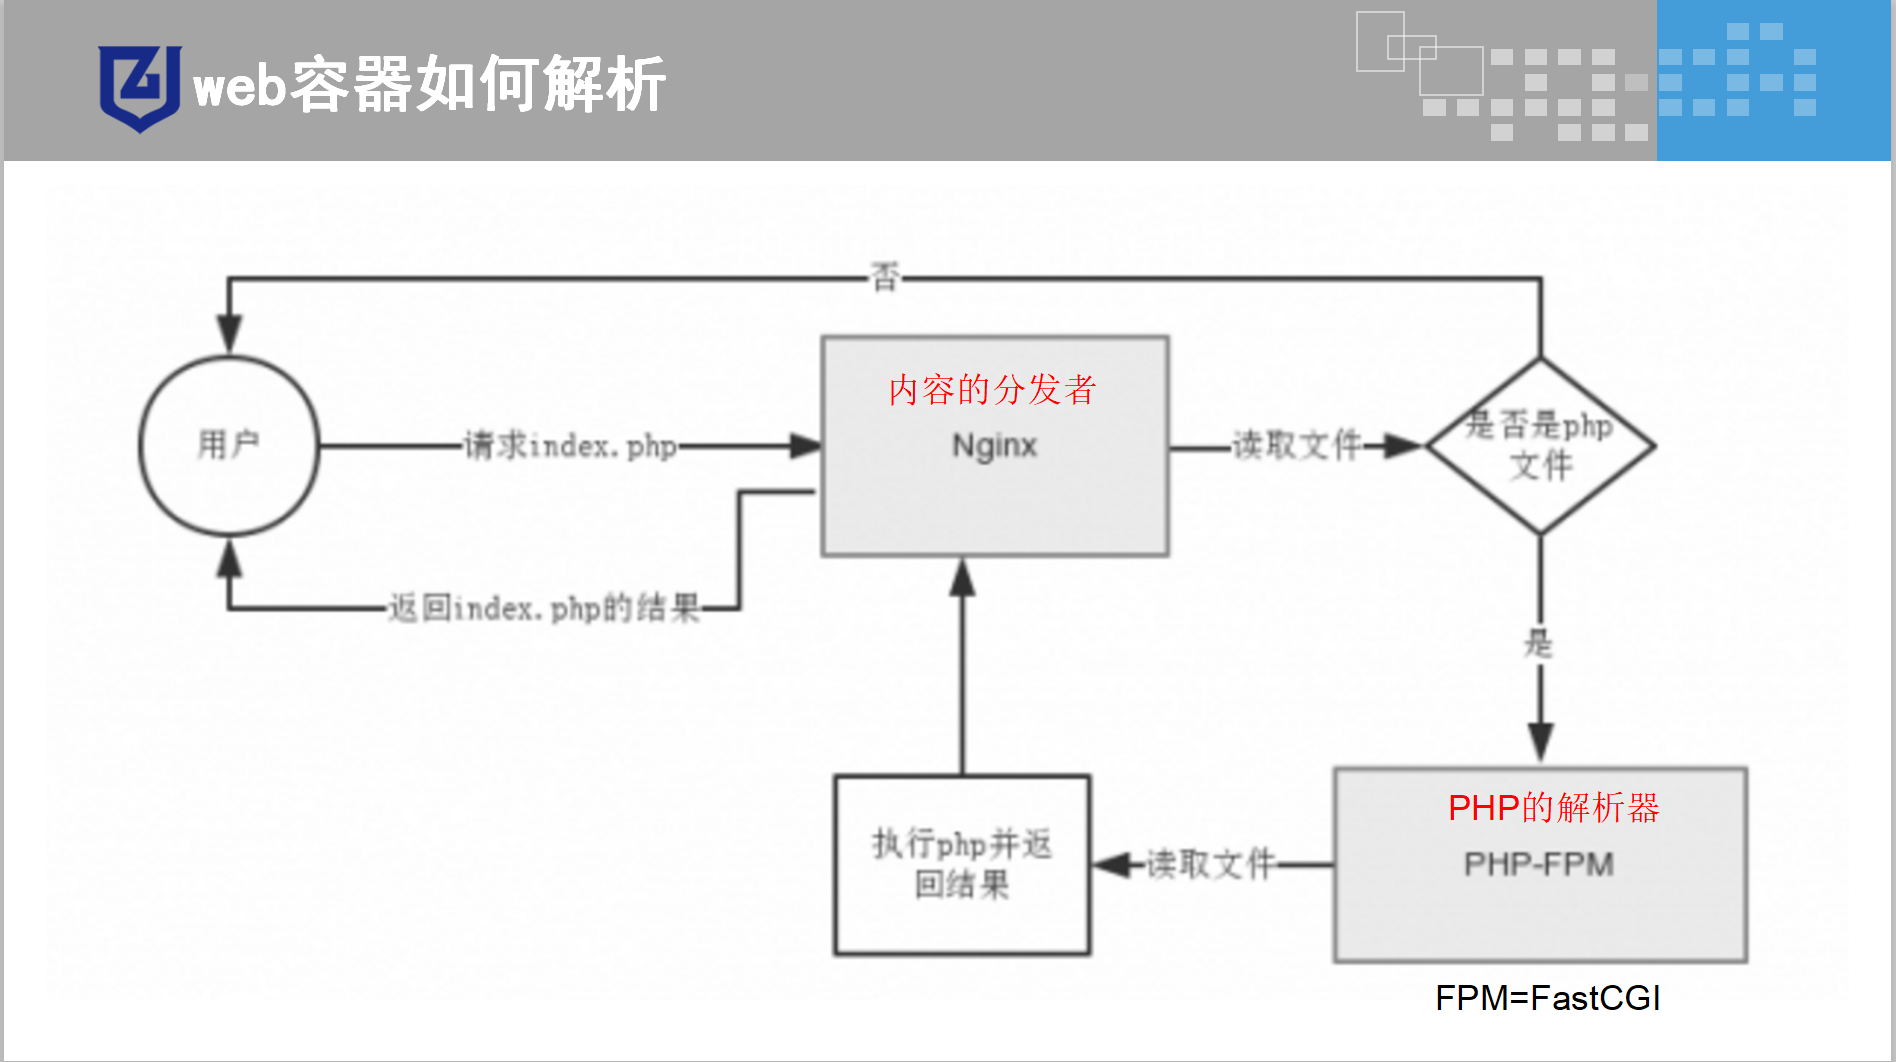 web容器如何解析
否
内容的分发者
用户
请求index.php
Nginx
读取文件
是否是php
文件
返回index.php的结果
是
PHP的解析器
执行php并返
回结果
读取文件
PHP-FPM
FPM=FastCGI